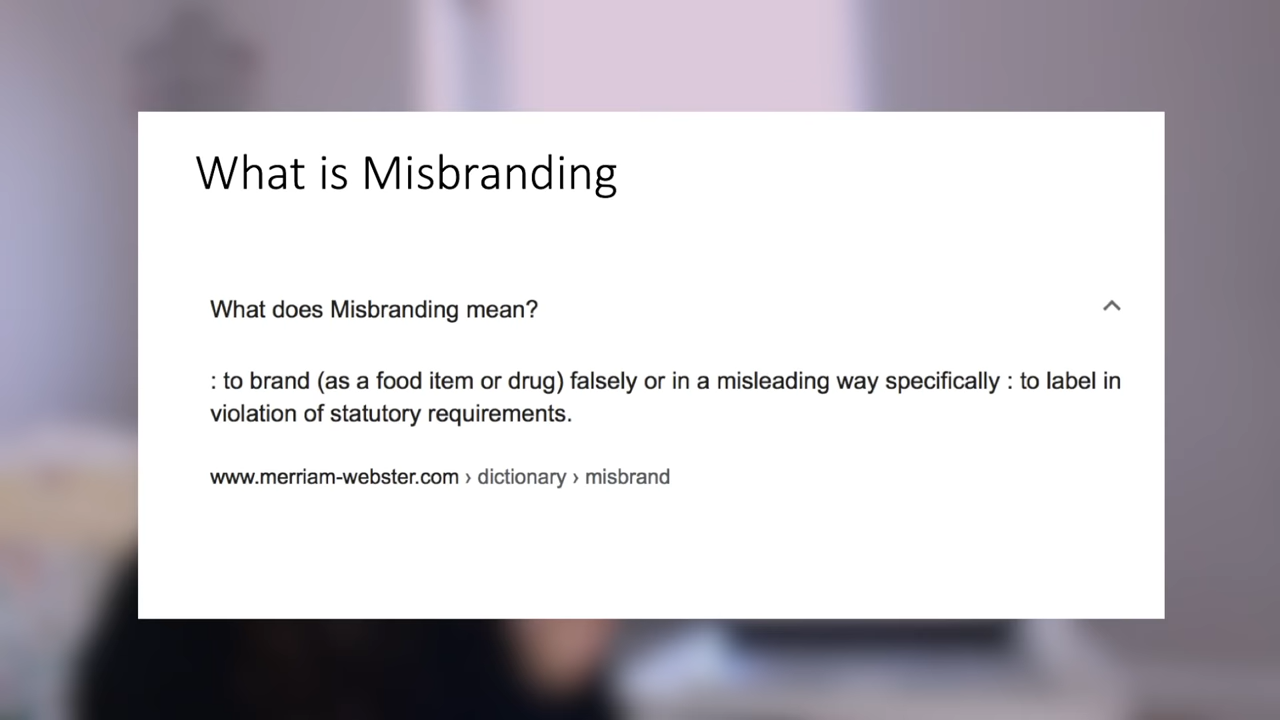 What is Misbranding
What does Misbranding mean?
: to brand (as a food item or drug) falsely or in a misleading way specifically : to label in
violation of statutory requirements.
www.merriam-webster.com › dictionary › misbrand